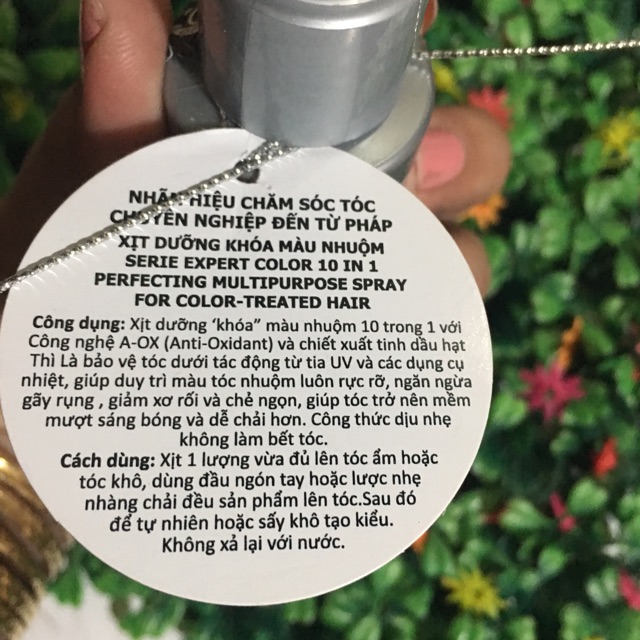 NHÃN HIỆU CHĂM SÓC TÓC
CHUYÊN NGHIỆP ĐẾN TỪ PHÁP
XỊT DƯỠNG KHÓA MÀU NHUỘM
SERIE EXPERT COLOR 10 IN 1
PERFECTING MULTIPURPOSE SPRAY
FOR COLOR-TREATED HAIR
Công dụng: Xịt dưỡng ‘khóa” màu nhuộm 10 trong 1 với
Công nghệ A-OX (Anti-Oxidant) và chiết xuất tinh dầu hạt
Thì Là bảo vệ tóc dưới tác động từ tia UV và các dụng cụ
nhiệt, giúp duy trì màu tóc nhuộm luôn rực rỡ, ngăn ngừa
gãy rụng , giảm xơ rối và chẻ ngọn, giúp tóc trở nên mềm
mượt sáng bóng và dễ chải hơn. Công thức dịu nhẹ
không làm bết tóc.
Cách dùng: Xịt 1 lượng vừa đủ lên tóc ẩm hoặc
tóc khô, dùng đầu ngón tay hoặc lược nhẹ
nhàng chải đều sản phẩm lên tóc.Sau đó
để tự nhiên hoặc sấy khô tạo kiểu.
Không xả lại với nước.